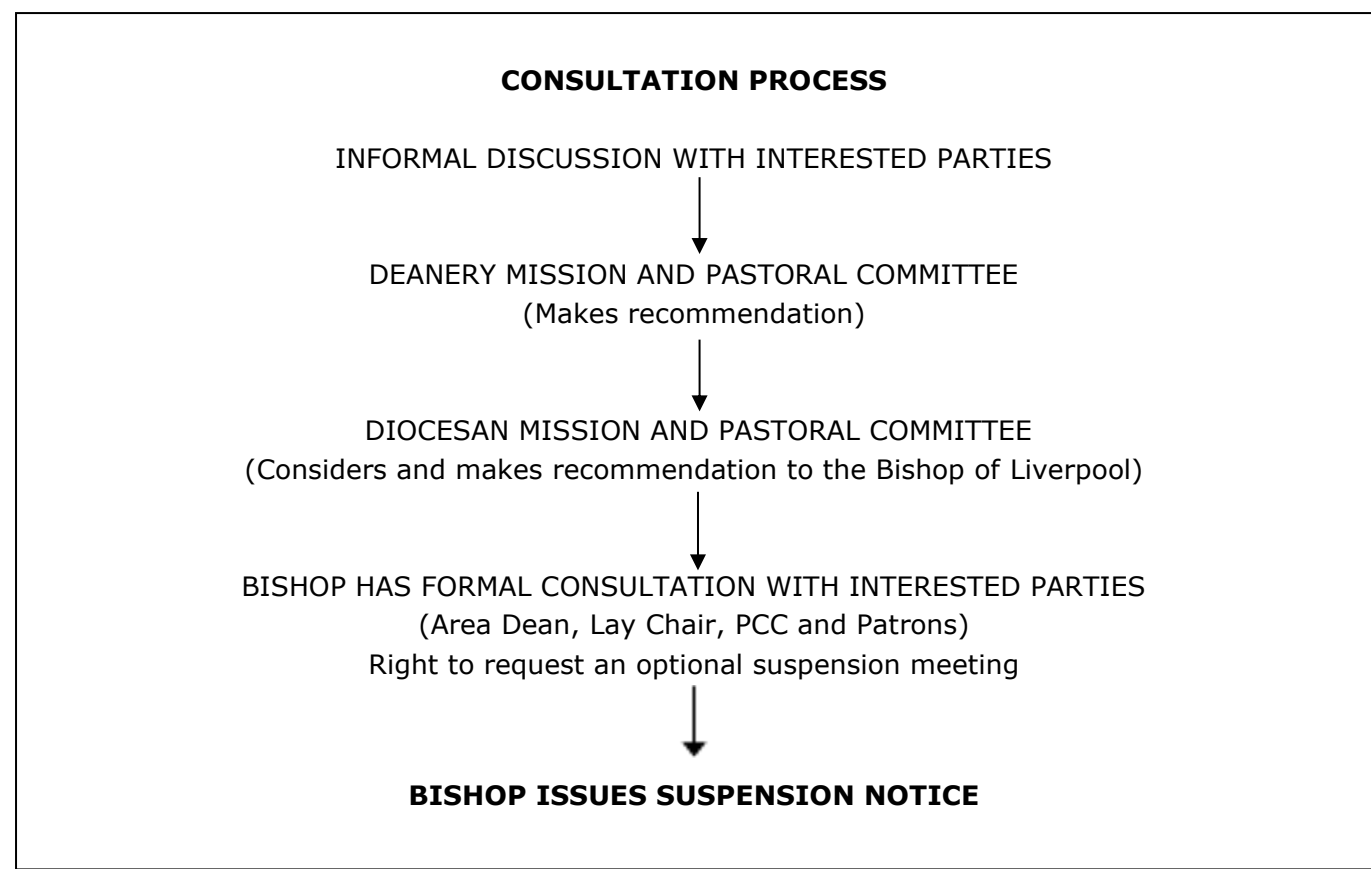 CONSULTATION PROCESS
INFORMAL DISCUSSION WITH INTERESTED PARTIES
DEANERY MISSION AND PASTORAL COMMITTEE
(Makes recommendation)
DIOCESAN MISSION AND PASTORAL COMMITTEE
(Considers and makes recommendation to the Bishop of Liverpool)
BISHOP HAS FORMAL CONSULTATION WITH INTERESTED PARTIES
(Area Dean, Lay Chair, PCC and Patrons)
Right to request an optional suspension meeting
BISHOP ISSUES SUSPENSION NOTICE